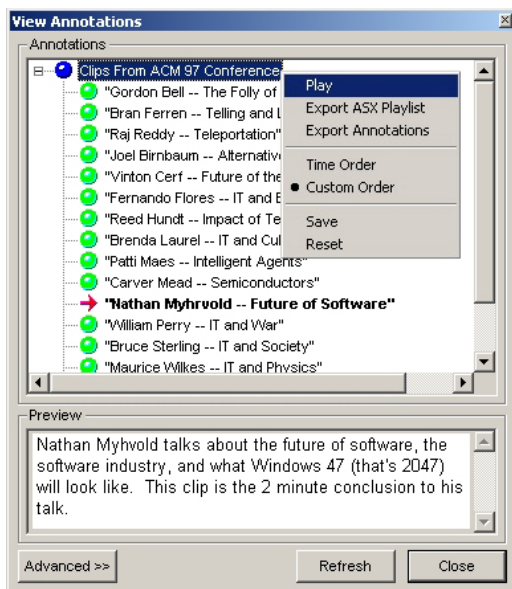 View Annotations
Annotations
Clips From ACM 97 Conference
"Gordon Bell -- The Folly of
"Bran Ferren -- Telling and L
"Raj Reddy -- Teleportation"
"Joel Birnbaum -- Alternativ
"Vinton Cerf -- Future of the
"Fernando Flores -- IT and E
"Reed Hundt -- Impact of Te
"Brenda Laurel -- IT and Cul
"Patti Maes -- Intelligent Agents"
"Carver Mead -- Semiconductors"
"Nathan Myhrvold -- Future of Software"
"William Perry -- IT and War"
"Bruce Sterling -- IT and Society"
"Maurice Wilkes -- IT and Physics"
Play
Export ASX Playlist
Export Annotations
Time Order
Custom Order
Save
Reset
Preview
Nathan Myhvold talks about the future of software, the
software industry, and what Windows 47 (that's 2047)
will look like. This clip is the 2 minute conclusion to his
talk.
Advanced >>
Refresh
Close